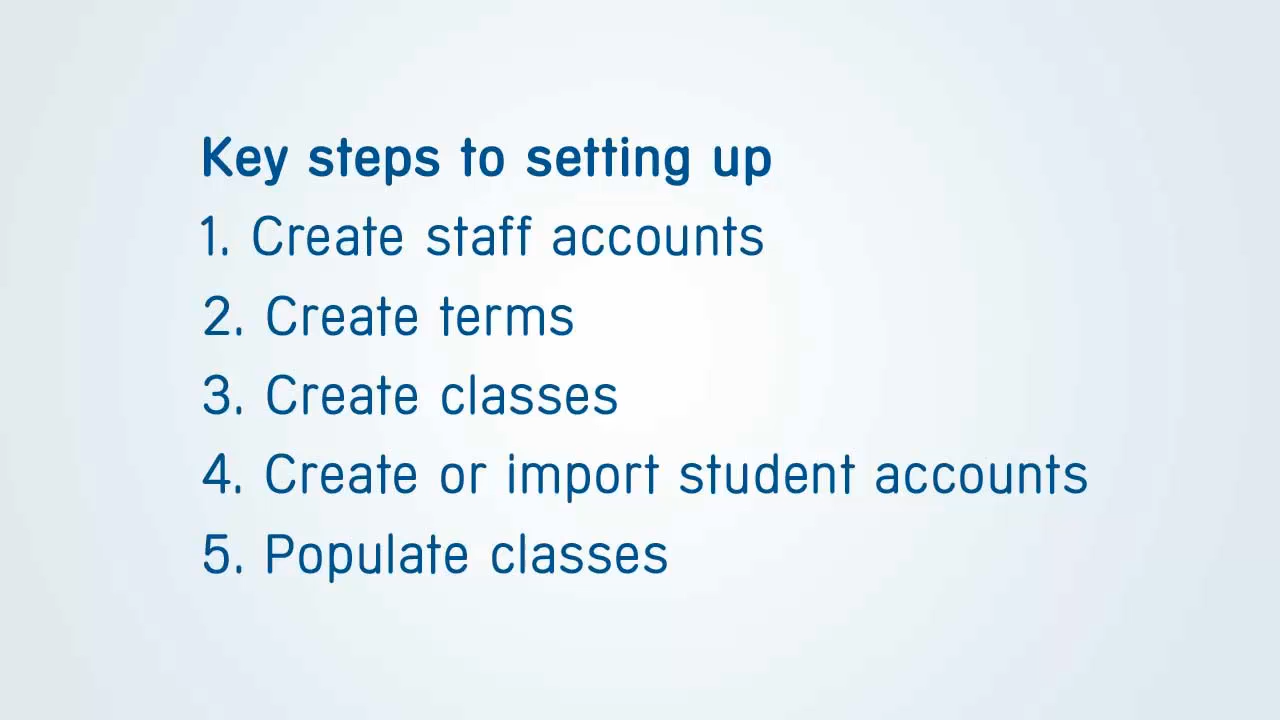 Key steps to setting up
1. Create staff accounts
2. Create terms
3. Create classes
4. Create or import student accounts
5. Populate classes